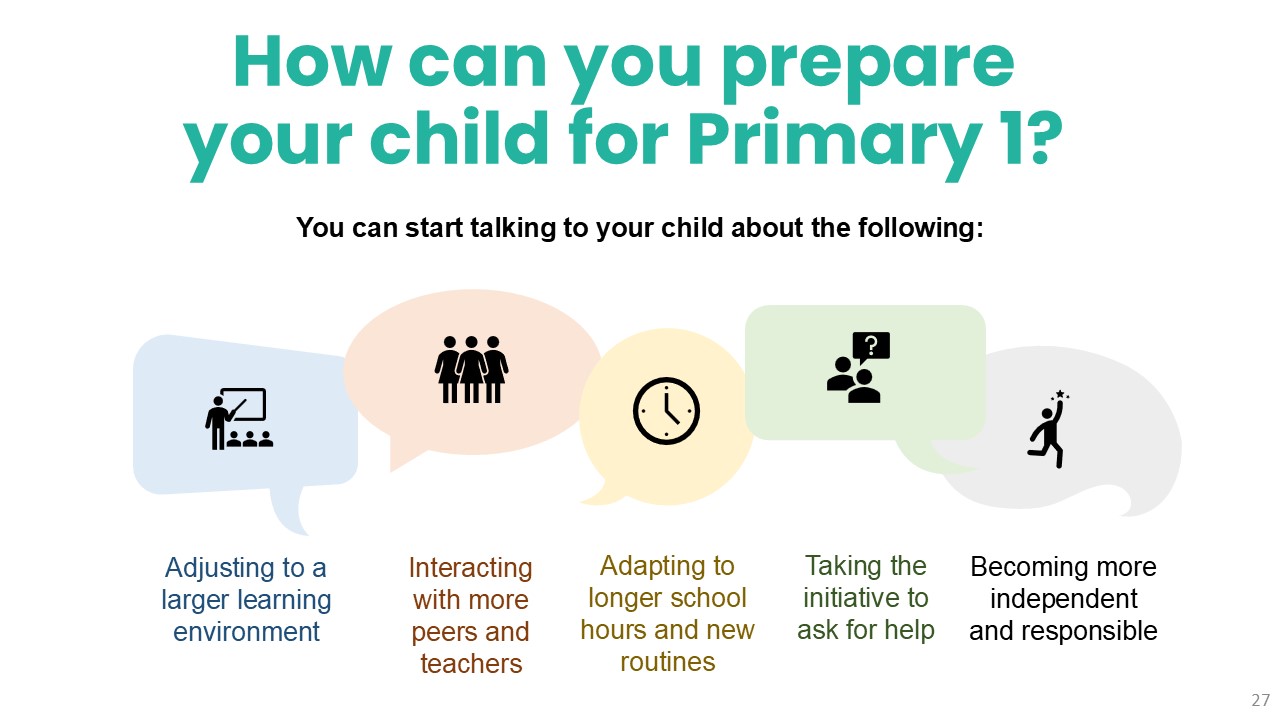 How can you prepare
your child for Primary 1?
You can start talking to your child about the following:
?
Adjusting to a
larger learning
environment
Interacting
with more
peers and
teachers
Adapting to
longer school
hours and new
routines
Taking the
initiative to
ask for help
Becoming more
independent
and responsible
27